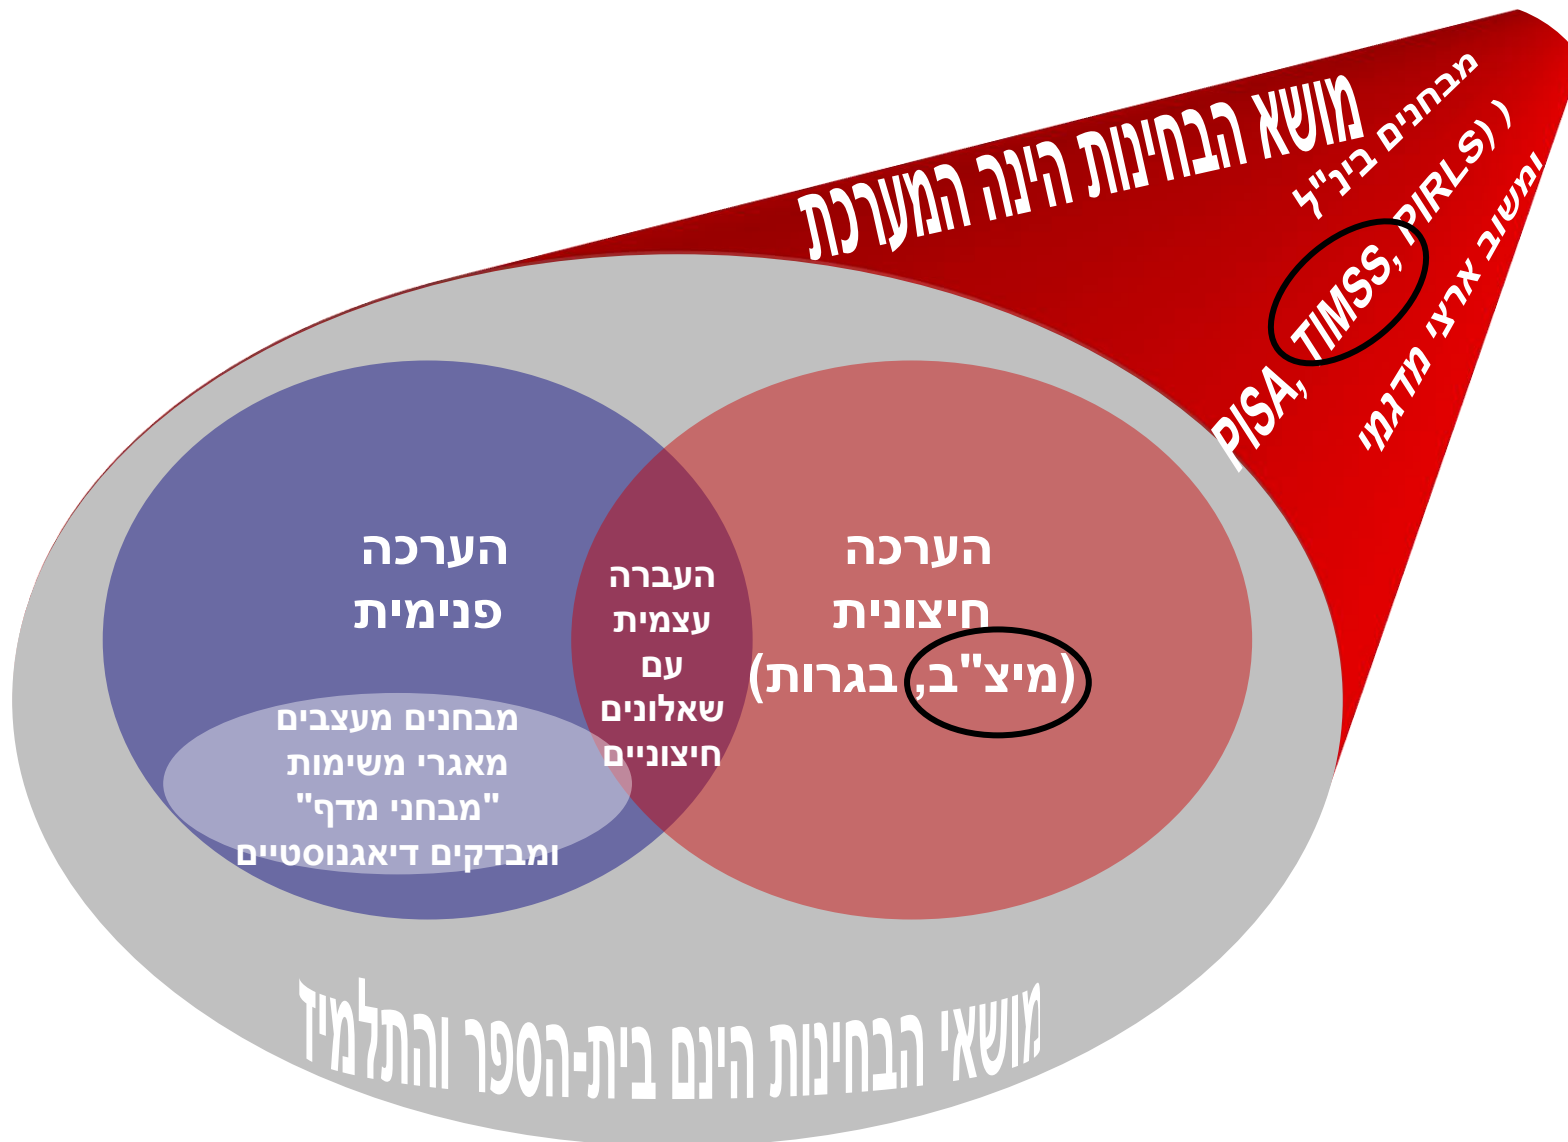 מושא הבחינות הינה המערכת
מבחנים בינ"ל
PISA, TIMSS, PIRLS) )
ומשוב ארצי מדגמי
הערכה
חיצונית
(מיצ"ב, בגרות)
העברה
עצמית
עם
שאלונים
חיצוניים
הערכה
פנימית
מבחנים מעצבים
מאגרי משימות
"מבחני מדף"
ומבדקים דיאגנוסטיים
מושאי הבחינות הינם בית-הספר והתלמיד